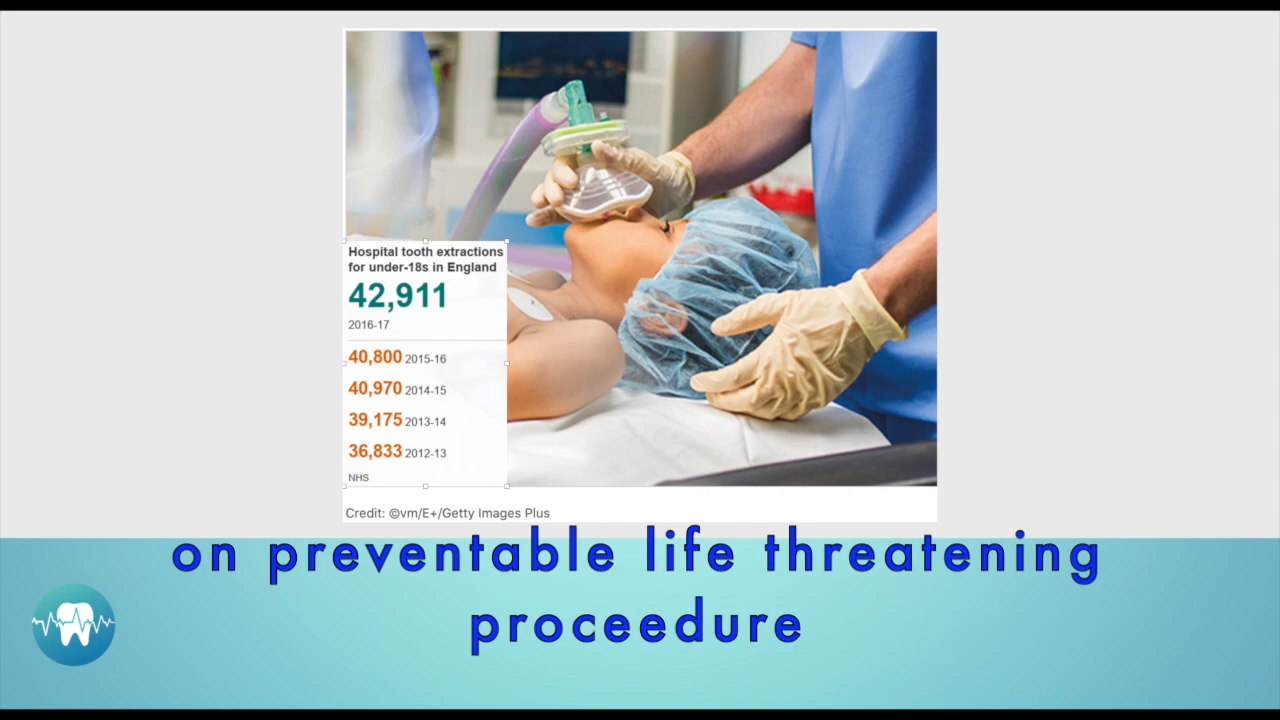 Hospital tooth extractions
for under-18s in England
42,911
2016-17
40,800 2015-16
40,970 2014-15
39,175 2013-14
36,833 2012-13
NHS
Credit: ©vm/E+/Getty Images Plus
on preventable life threatening
proceedure